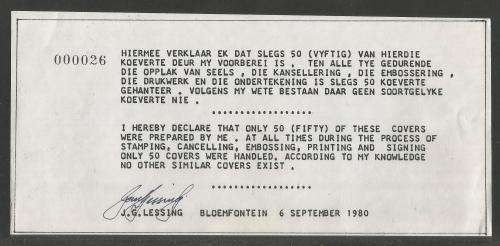 000026
HIERMEE VERKLAAR EK DAT SLEGS 50 (VYFTIG) VAN HIERDIE
KOEVERTE DEUR MY VOORBEREI IS . TEN ALLE TYE GEDURENDE
DIE OPPLAK VAN SEELS , DIE KANSELLERING , DIE EMBOSSERING ,
DIE DRUKWERK EN DIE ONDERTEKENING IS SLEGS 50 KOEVERTE
GEHANTEER . VOLGENS MY WETE BESTAAN DAAR GEEN SOORTGELYKE
KOEVERTE NIE .
******************
I HEREBY DECLARE THAT ONLY 50 (FIFTY) OF THESE COVERS
WERE PREPARED BY ME . AT ALL TIMES DURING THE PROCESS OF
STAMPING, CANCELLING, EMBOSSING, PRINTING AND SIGNING
ONLY 50 COVERS WERE HANDLED. ACCORDING TO MY KNOWLEDGE
NO OTHER SIMILAR COVERS EXIST .
******************
J.G.LESSING BLOEMFONTEIN 6 SEPTEMBER 1980